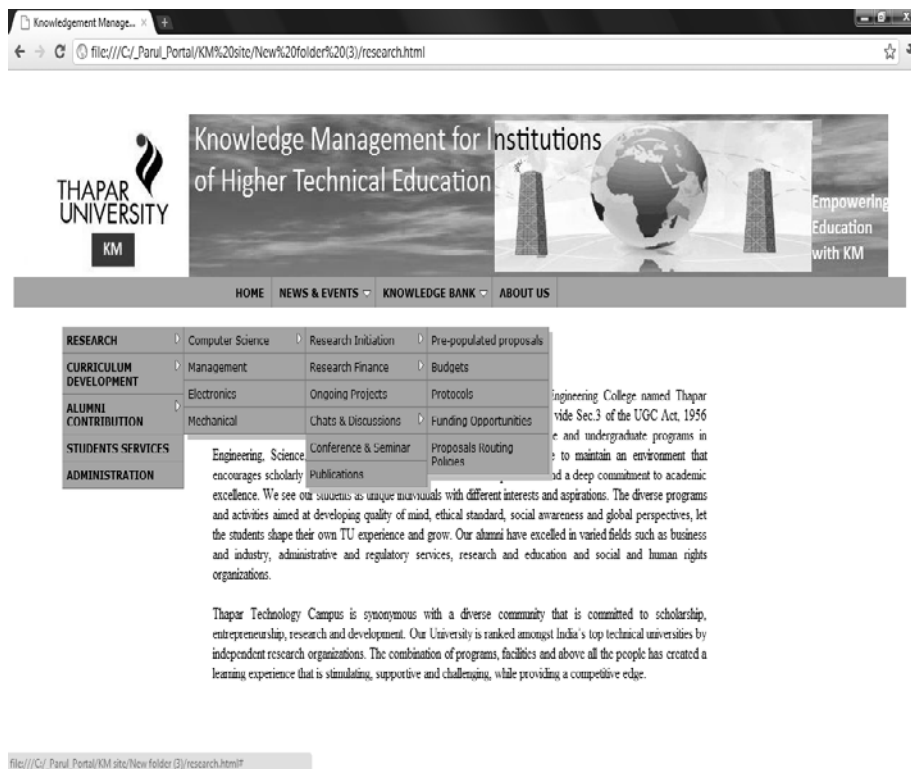 Knowledgement Manage... ×
file:///C:/_Parul_Portal/KM%20site/New%20folder%20(3)/research.html
THAPAR
UNIVERSITY
KM
Knowledge Management for Institutions
of Higher Technical Education
Empowering
Education
with KM
HOME NEWS & EVENTS KNOWLEDGE BANK ABOUT US
RESEARCH
CURRICULUM
DEVELOPMENT
ALUMNI
CONTRIBUTION
STUDENTS SERVICES
ADMINISTRATION
Computer Science
Management
Electronics
Mechanical
Research Initiation
Research Finance
Ongoing Projects
Chats & Discussions
Conference & Seminar
Publications
Pre-populated proposals
Budgets
Protocols
Funding Opportunities
Proposals Routing
Policies
Engineering College named Thapar
vide Sec.3 of the UGC Act, 1956
e and undergraduate programs in
Engineering, Science, e to maintain an environment that
encourages scholarly nd a deep commitment to academic
excellence. We see our students as unique individuals with different interests and aspirations. The diverse programs
and activities aimed at developing quality of mind, ethical standard, social awareness and global perspectives, let
the students shape their own TU experience and grow. Our alumni have excelled in varied fields such as business
and industry, administrative and regulatory services, research and education and social and human rights
organizations.
Thapar Technology Campus is synonymous with a diverse community that is committed to scholarship,
entrepreneurship, research and development. Our University is ranked amongst India's top technical universities by
independent research organizations. The combination of programs, facilities and above all the people has created a
learning experience that is stimulating, supportive and challenging, while providing a competitive edge.
file:///C:/_Parul_Portal/KM site/New folder (3)/research.html#